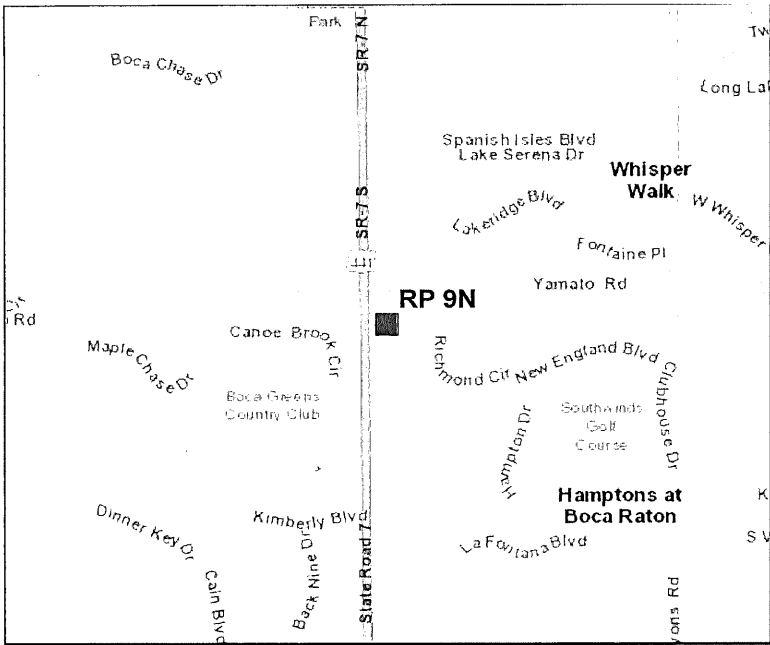 Park
SR-7 N
Boca Chase Dr
Spanish Isles Blvd
Lake Serena Dr
Whisper
Walk
W Whisper
SR-7 S
Lakeridge Blvd
Fontaine Pl
441
Yamato Rd
RP 9N
Rd
Canoe Brook Cir
Maple Chase Dr
Richmond Cir
New England Blvd
Clubhouse Dr
Boca Greens
Country Club
Southwinds
Golf
Course
Hampton Dr
Hamptons at
Boca Raton
Dinner Key Dr
Kimberly Blvd
La Fontana Blvd
State Road 7
Back Nine Dr
Cain Blvd